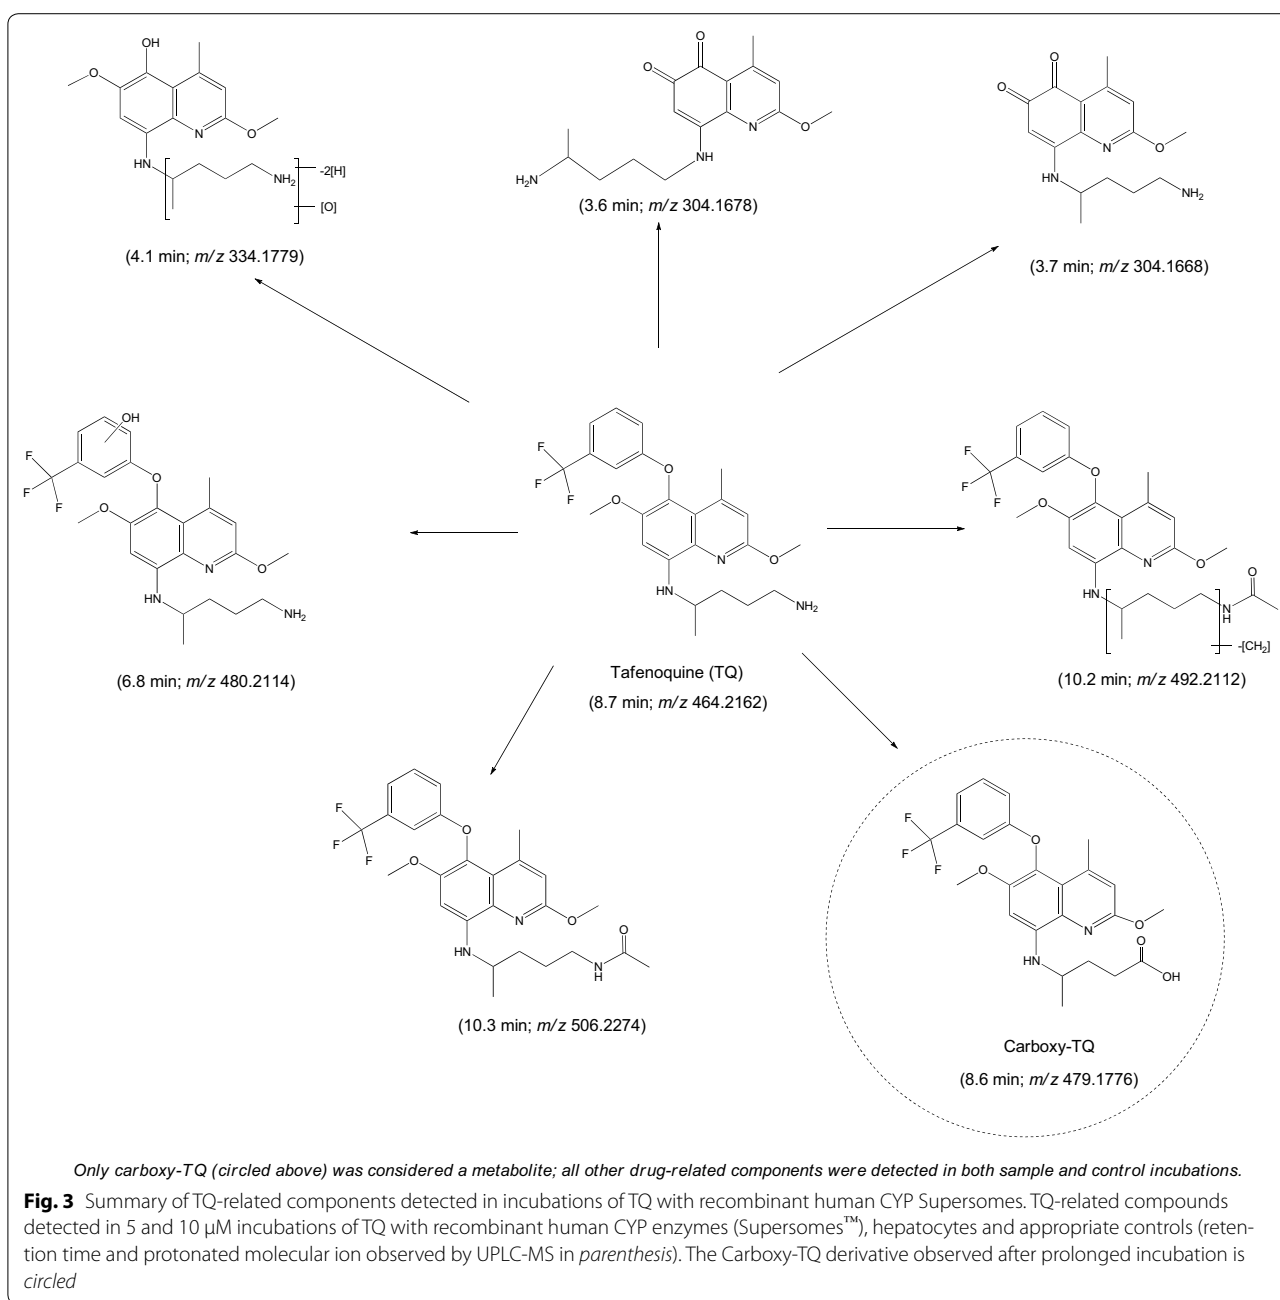 OH
O
N
O
HN
NH₂
-2[H]
[O]
(4.1 min; m/z 334.1779)
O
O
N
O
NH
H₂N
(3.6 min; m/z 304.1678)
O
O
N
O
HN
NH₂
(3.7 min; m/z 304.1668)
OH
F
F
F
O
O
N
O
HN
NH₂
(6.8 min; m/z 480.2114)
F
F
F
O
O
N
O
HN
NH₂
Tafenoquine (TQ)
(8.7 min; m/z 464.2162)
F
F
F
O
O
N
O
O
HN
N
H
-[CH₂]
(10.2 min; m/z 492.2112)
F
F
F
O
O
N
O
HN
O
N
H
(10.3 min; m/z 506.2274)
F
F
F
O
O
N
O
O
HN
OH
Carboxy-TQ
(8.6 min; m/z 479.1776)
Only carboxy-TQ (circled above) was considered a metabolite; all other drug-related components were detected in both sample and control incubations.
Fig. 3 Summary of TQ-related components detected in incubations of TQ with recombinant human CYP Supersomes. TQ-related compounds
detected in 5 and 10 µM incubations of TQ with recombinant human CYP enzymes (Supersomes™), hepatocytes and appropriate controls (reten-
tion time and protonated molecular ion observed by UPLC-MS in parenthesis). The Carboxy-TQ derivative observed after prolonged incubation is
circled